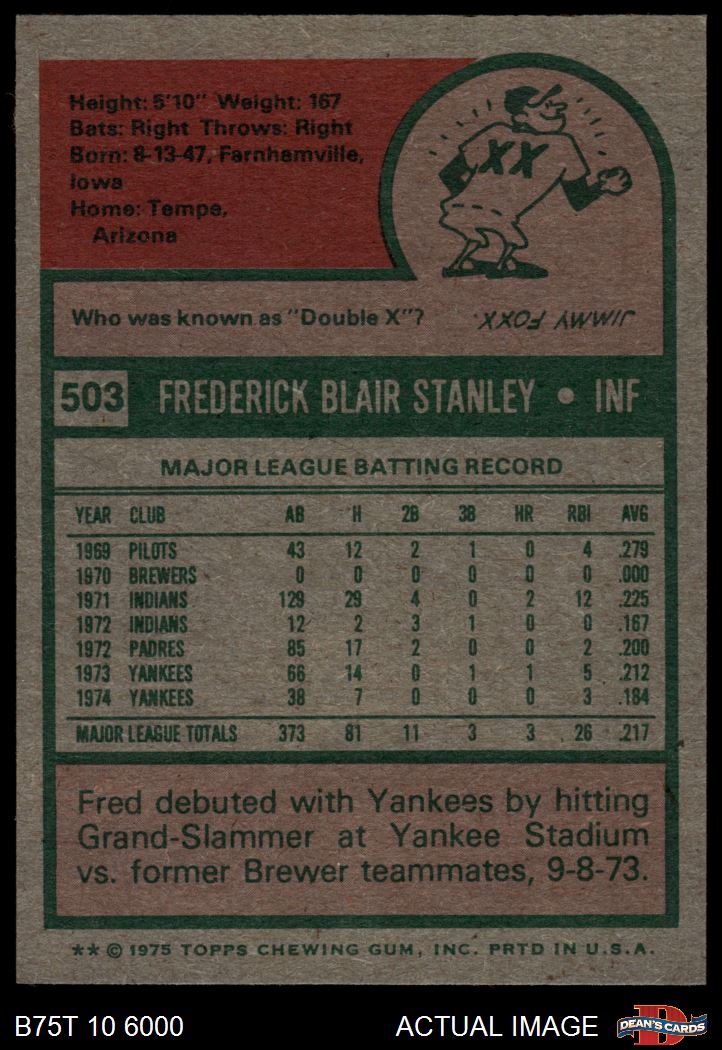 Height: 5'10" Weight: 167
Bats: Right Throws: Right
Born: 8-13-47, Farnhamville,
Iowa
Home: Tempe,
Arizona
XX
Who was known as "Double X"? JIMMY FOXX.
503 FREDERICK BLAIR STANLEY • INF
MAJOR LEAGUE BATTING RECORD
YEAR CLUB AB H 2B 3B HR RBI AVG
1969 PILOTS 43 12 2 1 0 4 .279
1970 BREWERS 0 0 0 0 0 0 .000
1971 INDIANS 129 29 4 0 2 12 .225
1972 INDIANS 12 2 3 1 0 0 .167
1972 PADRES 85 17 2 0 0 2 .200
1973 YANKEES 66 14 0 1 1 5 .212
1974 YANKEES 38 7 0 0 0 3 .184
MAJOR LEAGUE TOTALS 373 81 11 3 3 26 .217
Fred debuted with Yankees by hitting
Grand-Slammer at Yankee Stadium
vs. former Brewer teammates, 9-8-73.
** © 1975 TOPPS CHEWING GUM, INC. PRTD IN U.S.A.
B75T 10 6000 ACTUAL IMAGE D DEAN'S CARDS